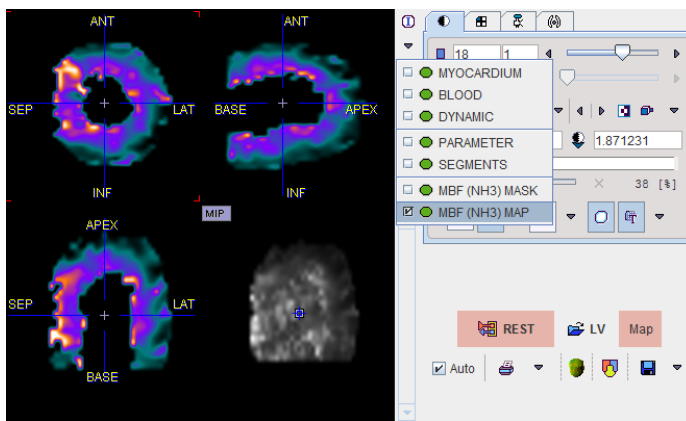 ANT
SEP
LAT
INF
ANT
BASE
APEX
INF
MIP
APEX
SEP
LAT
BASE
18 1
MYOCARDIUM
BLOOD
DYNAMIC
PARAMETER
SEGMENTS
MBF (NH3) MASK
MBF (NH3) MAP
1.871231
38 [%]
REST LV Map
Auto